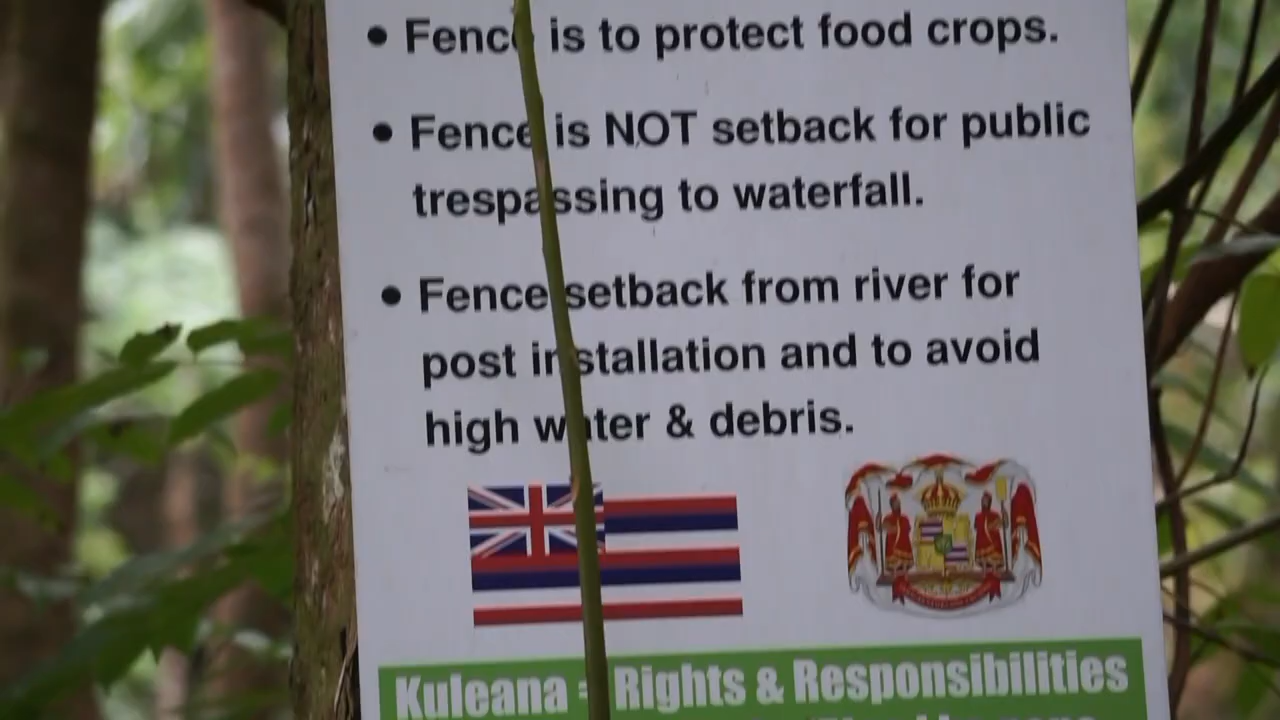 • Fence is to protect food crops.
• Fence is NOT setback for public
trespassing to waterfall.
• Fence setback from river for
post installation and to avoid
high water & debris.
Kuleana = Rights & Responsibilities